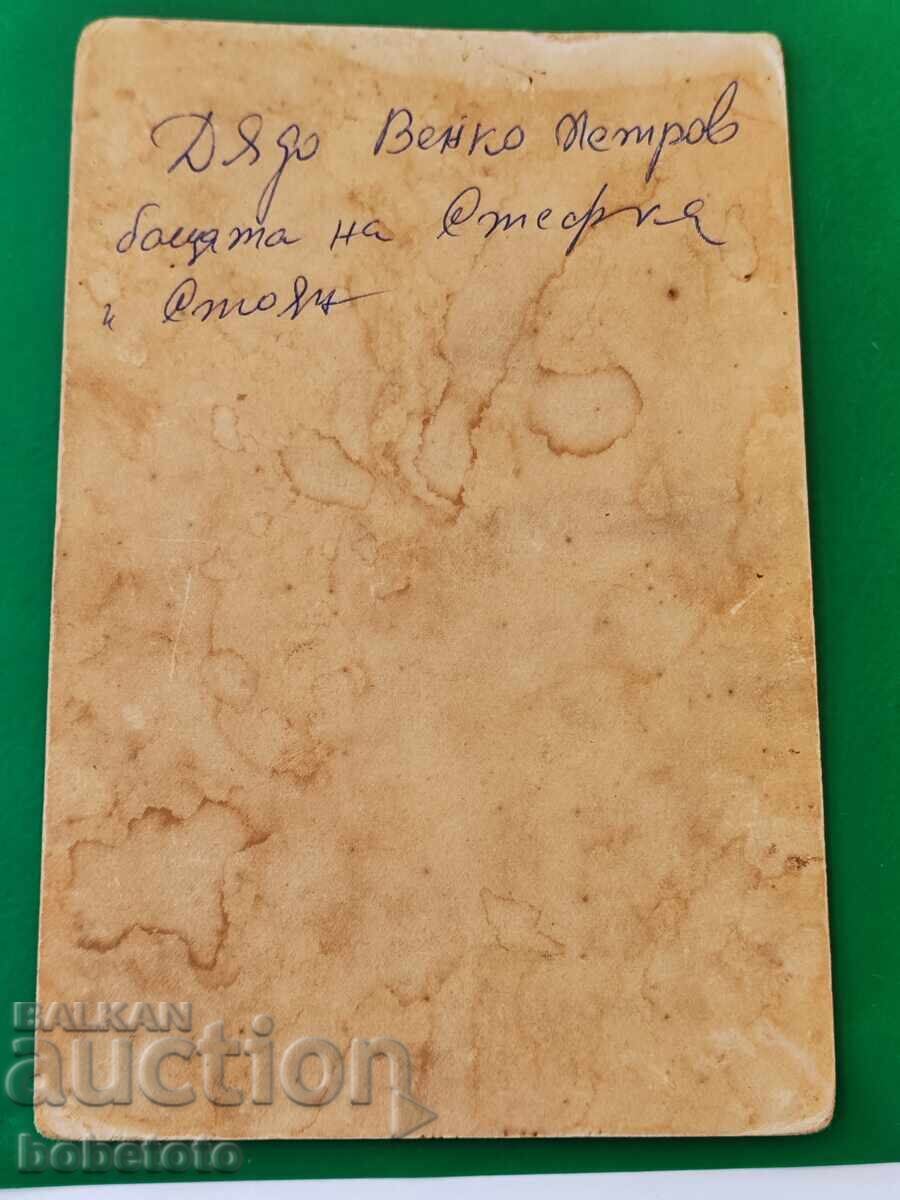 Дядо Венко Петров
бащата на Стефка
и Стоян
BALKAN
auction
bobetoto